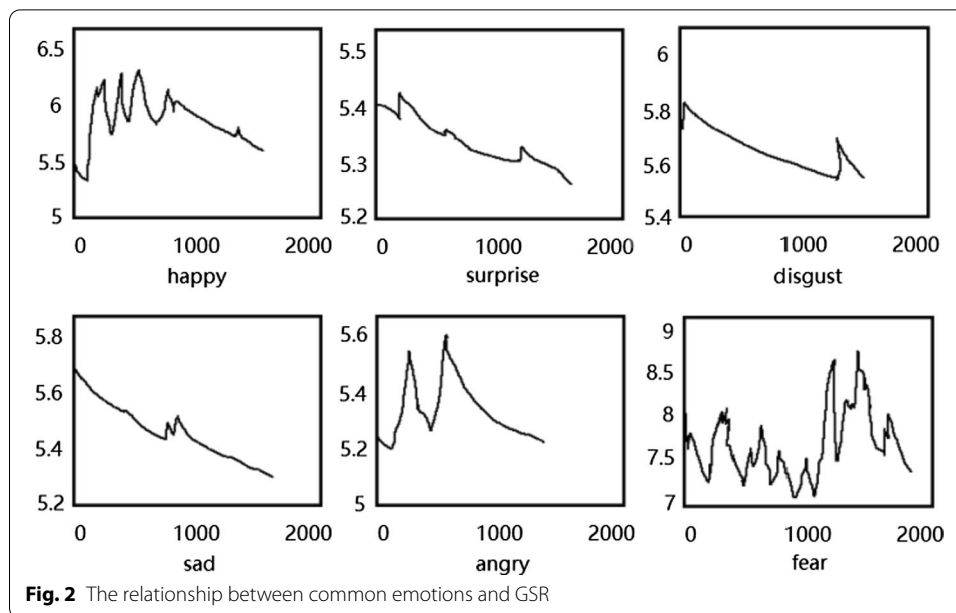 6.5
6
5.5
5
0 1000 2000
happy
5.5
5.4
5.3
5.2
0 1000 2000
surprise
6
5.8
5.6
5.4
0 1000 2000
disgust
5.8
5.6
5.4
5.2
0 1000 2000
sad
5.6
5.4
5.2
5
0 1000 2000
angry
9
8.5
8
7.5
7
0 1000 2000
fear
Fig. 2 The relationship between common emotions and GSR